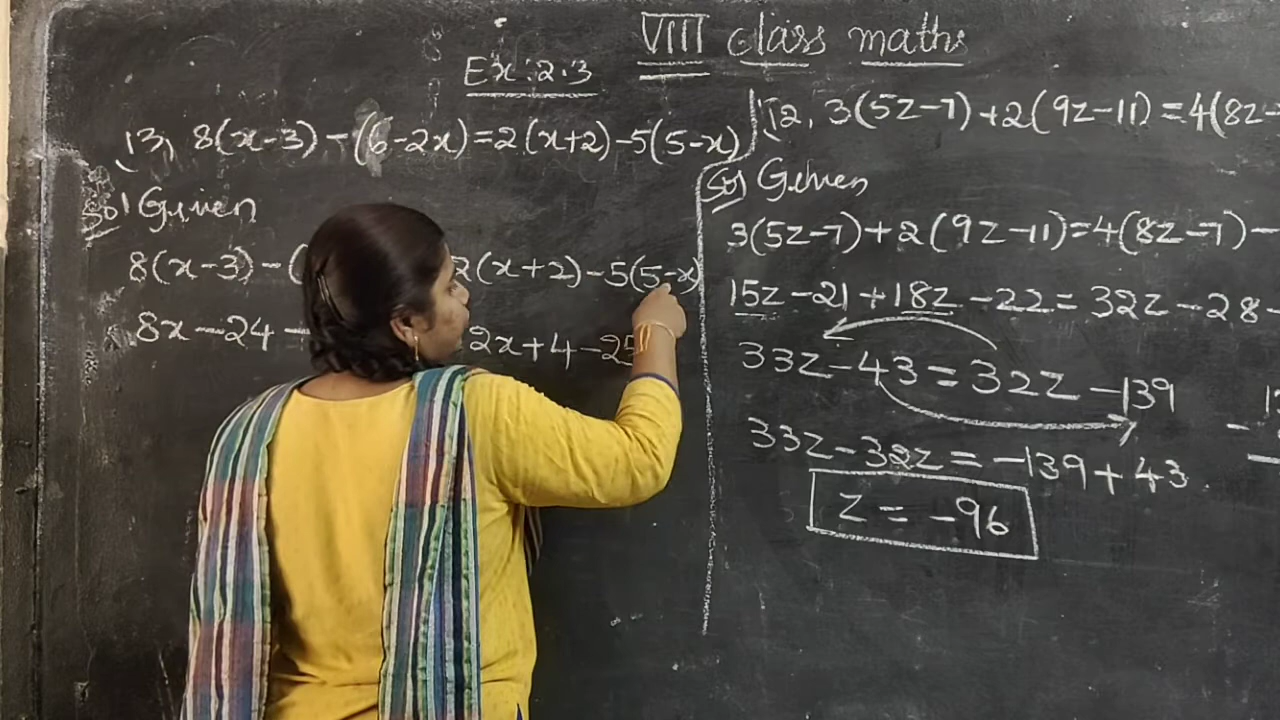 VIII class maths
Ex:2.3
13, 8(x-3)-(6-2x)=2(x+2)-5(5-x)
Sol Given
8(x-3)-( 2(x+2)-5(5-x)
8x-24- 2x+4-25
12, 3(5z-7)+2(9z-11)=4(8z-
Sol Given
3(5z-7)+2(9z-11)=4(8z-7)-
15z-21+18z-22=32z-28-
33z-43=32z-139
33z-32z=-139+43
z=-96